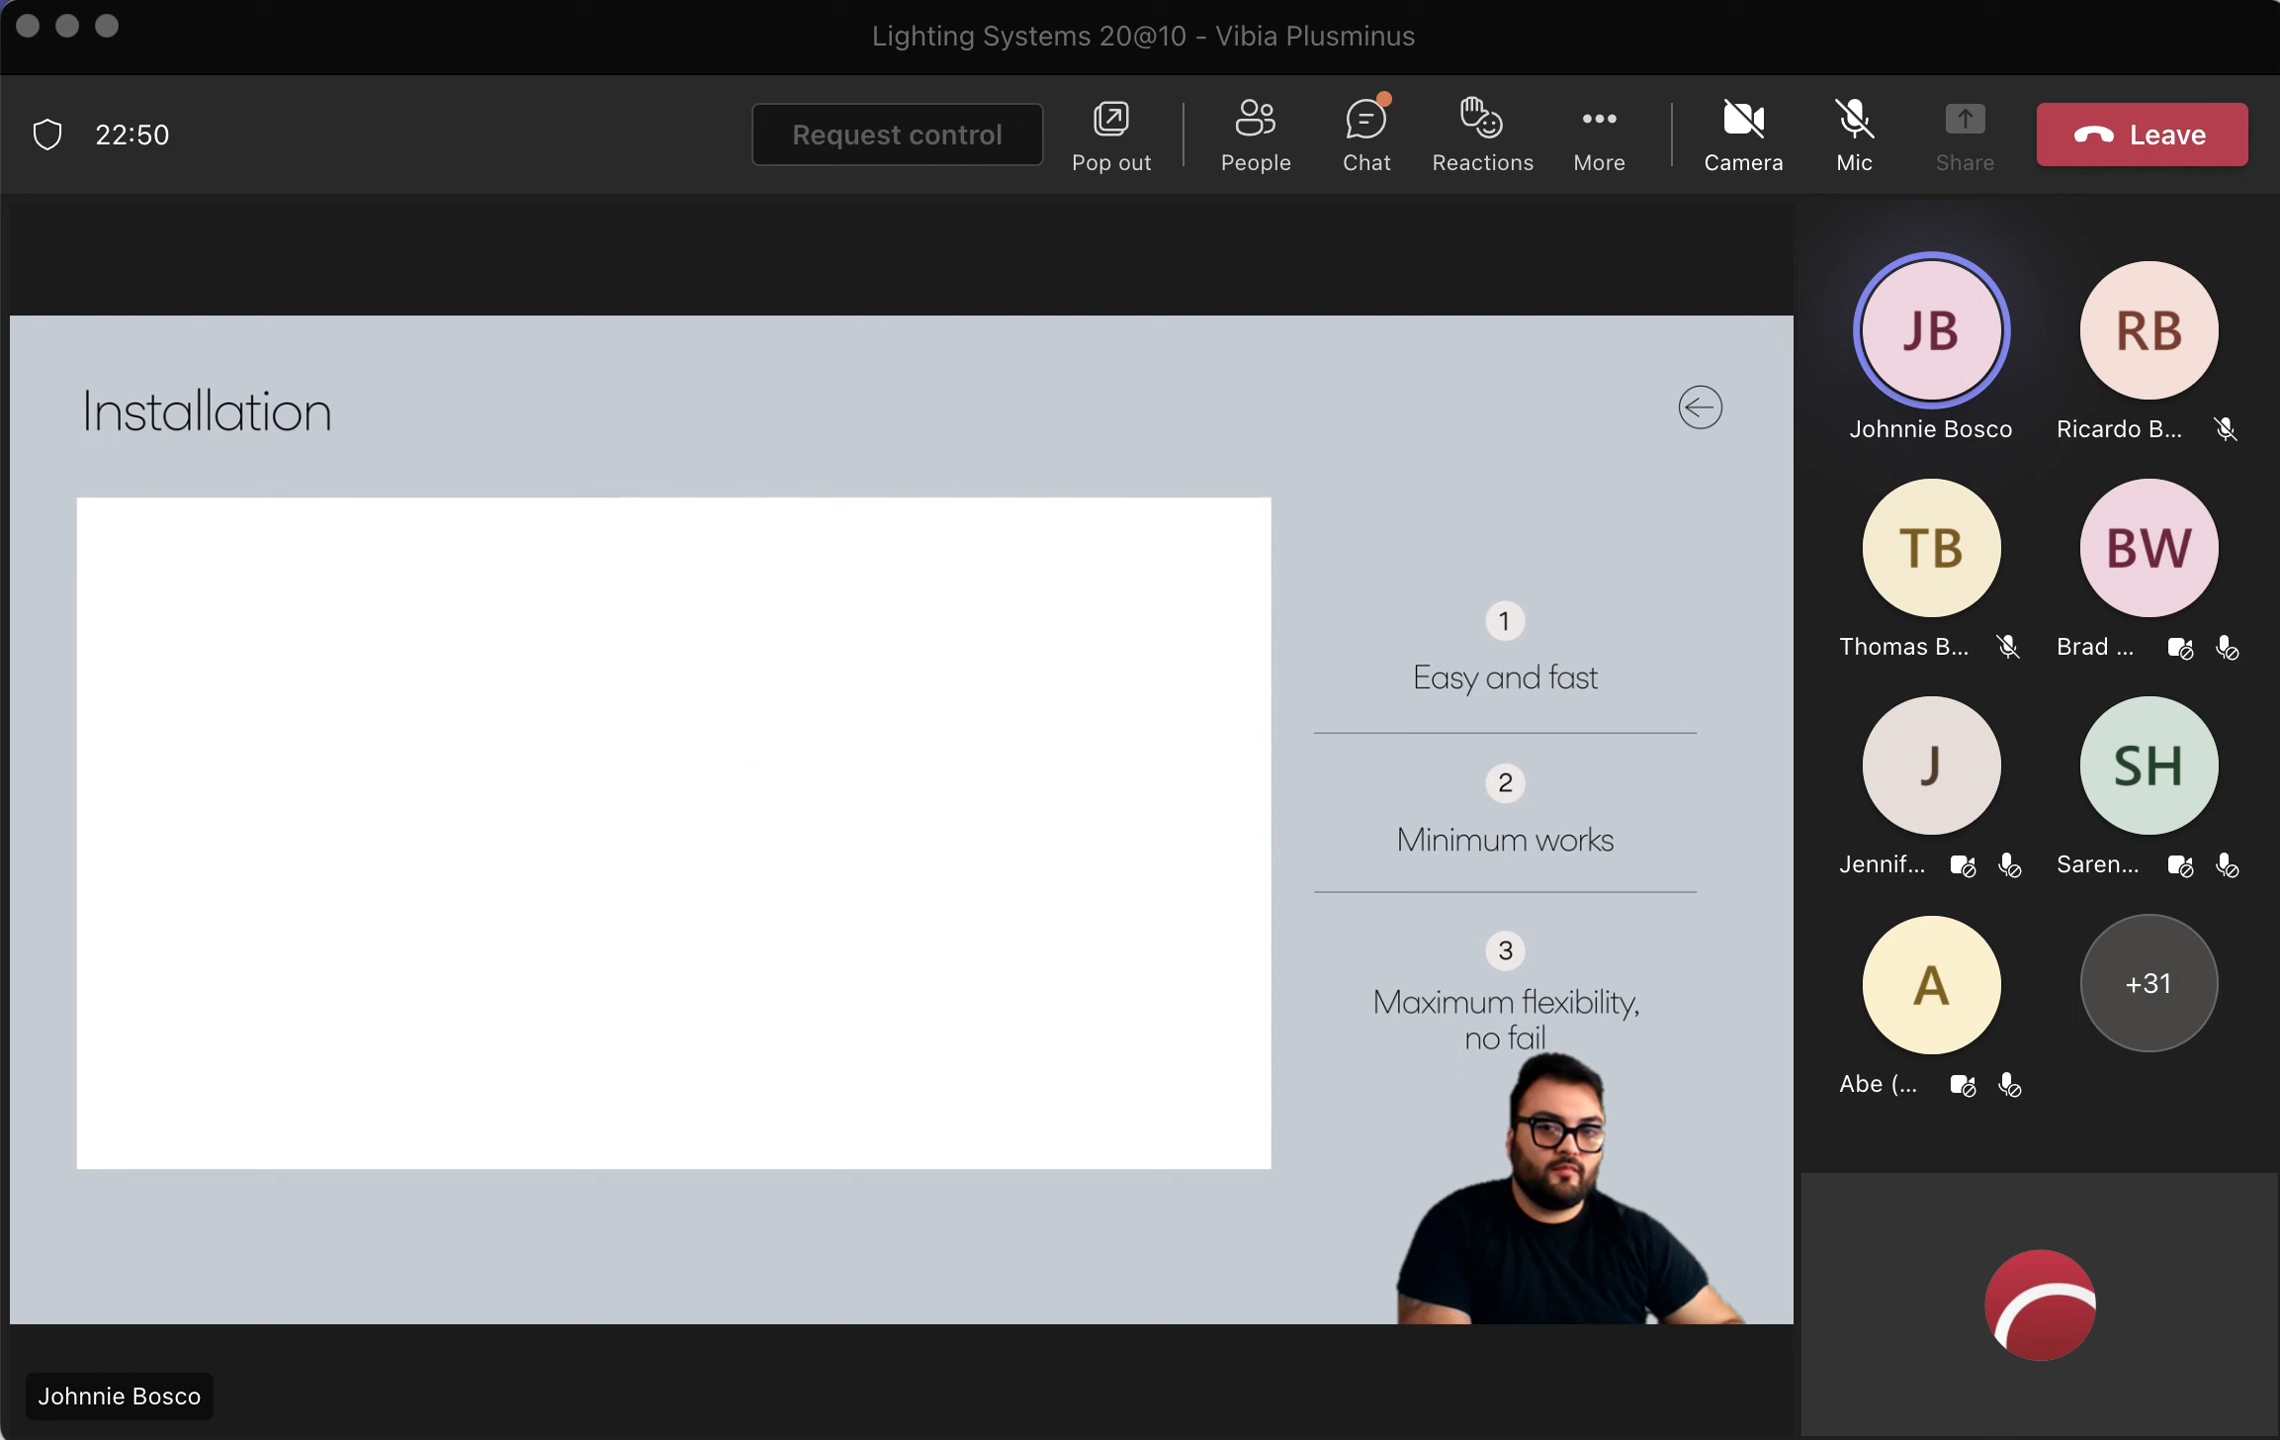 Lighting Systems 20@10 - Vibia Plusminus
22:50
Request control
Pop out
People
Chat
Reactions
More
Camera
Mic
Share
Leave
Installation
1
Easy and fast
2
Minimum works
3
Maximum flexibility,
no fail
Johnnie Bosco
JB
Johnnie Bosco
RB
Ricardo B...
TB
Thomas B...
BW
Brad ...
J
Jennif...
SH
Saren...
A
Abe (...
+31